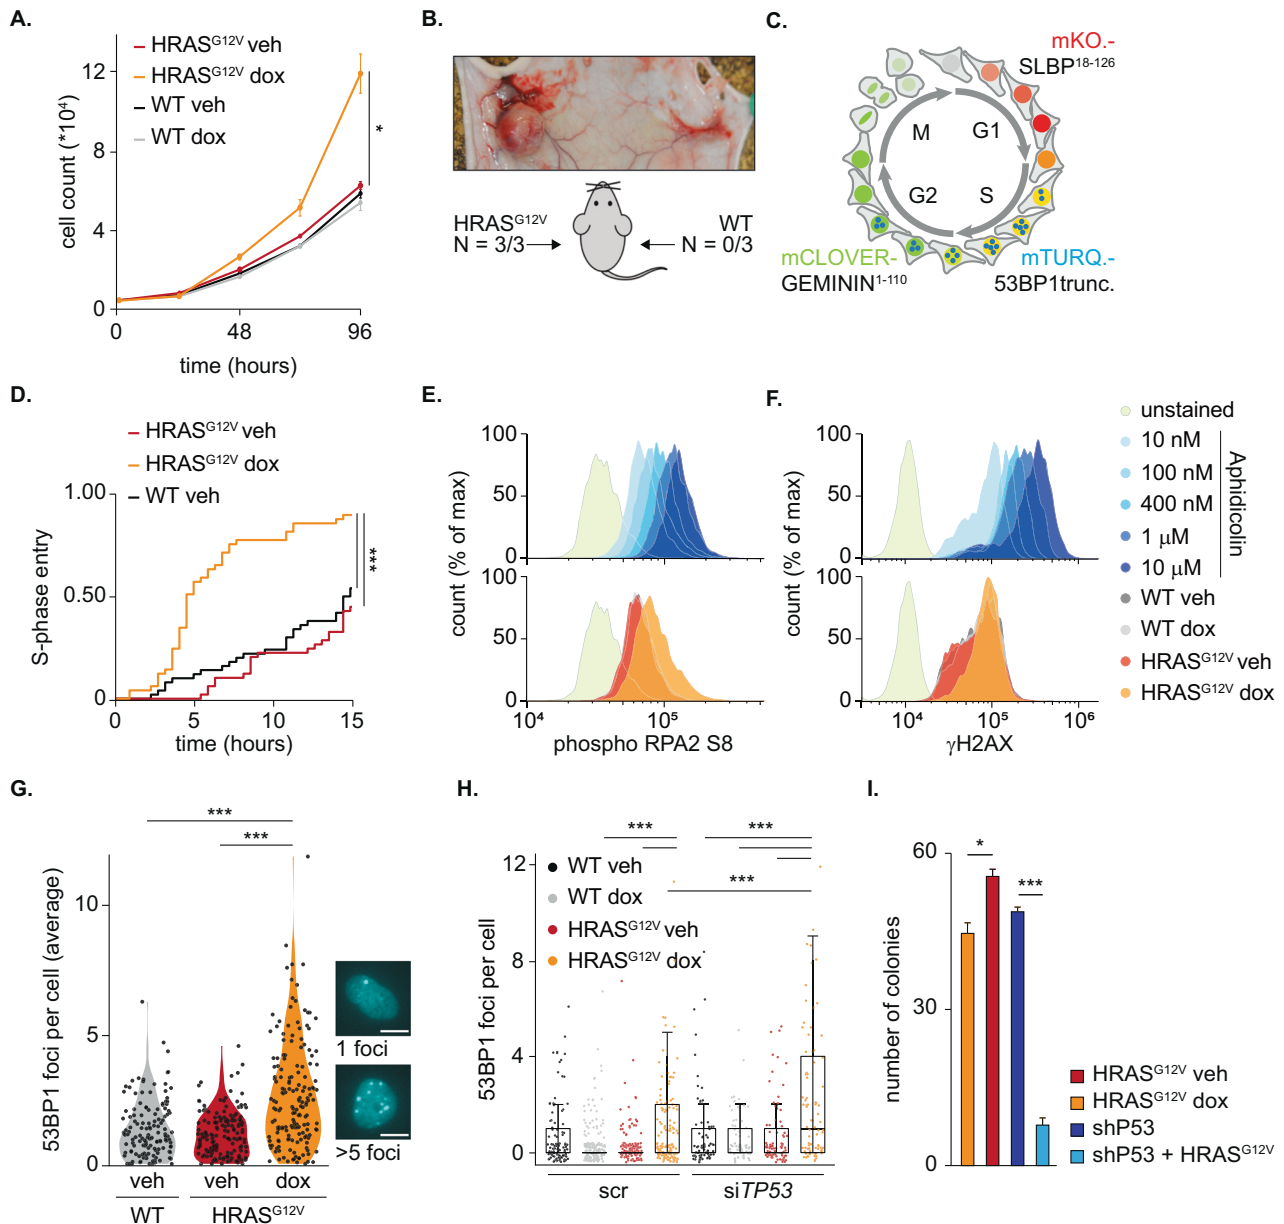 A.
HRASG12V veh
HRASG12V dox
WT veh
WT dox
*
cell count (*10⁴)
12
8
4
0
0
48
96
time (hours)
B.
HRASG12V
N = 3/3
WT
N = 0/3
C.
mKO.-
SLBP18-126
M
G1
G2
S
mCLOVER-
GEMININ1-110
mTURQ.-
53BP1trunc.
D.
HRASG12V veh
HRASG12V dox
WT veh
***
S-phase entry
1.00
0.50
0
0
5
10
15
time (hours)
E.
count (% of max)
100
50
0
count (% of max)
100
50
0
10⁴
10⁵
phospho RPA2 S8
F.
count (% of max)
100
50
0
count (% of max)
100
50
0
10⁴
10⁵
10⁶
γH2AX
unstained
10 nM
100 nM
400 nM
1 μM
10 μM
Aphidicolin
WT veh
WT dox
HRASG12V veh
HRASG12V dox
G.
***
***
53BP1 foci per cell (average)
10
5
0
veh
veh
dox
WT
HRASG12V
1 foci
>5 foci
H.
***
***
***
WT veh
WT dox
HRASG12V veh
HRASG12V dox
53BP1 foci per cell
12
8
4
0
scr
siTP53
I.
*
***
number of colonies
60
30
0
HRASG12V veh
HRASG12V dox
shP53
shP53 + HRASG12V